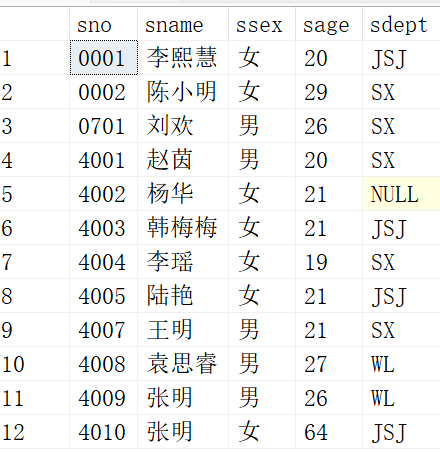 sno sname ssex sage sdept
1 0001 李熙慧 女 20 JSJ
2 0002 陈小明 女 29 SX
3 0701 刘欢 男 26 SX
4 4001 赵茵 男 20 SX
5 4002 杨华 女 21 NULL
6 4003 韩梅梅 女 21 JSJ
7 4004 李瑶 女 19 SX
8 4005 陆艳 女 21 JSJ
9 4007 王明 男 21 SX
10 4008 袁思睿 男 27 WL
11 4009 张明 男 26 WL
12 4010 张明 女 64 JSJ